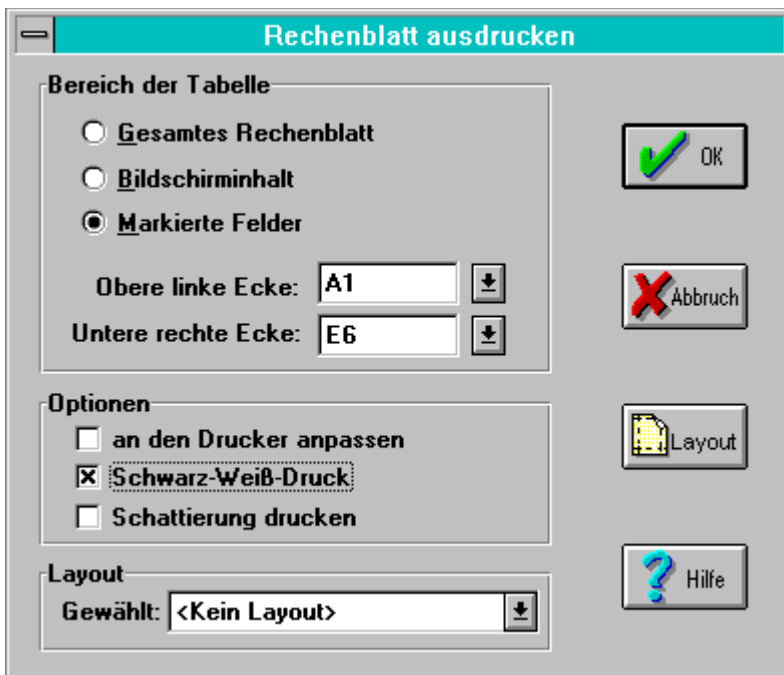 Rechenblatt ausdrucken
Bereich der Tabelle
Gesamtes Rechenblatt
Bildschirminhalt
Markierte Felder
Obere linke Ecke: A1
Untere rechte Ecke: E6
Optionen
an den Drucker anpassen
Schwarz-Weiß-Druck
Schattierung drucken
Layout
Gewählt: <Kein Layout>
OK
Abbruch
Layout
Hilfe